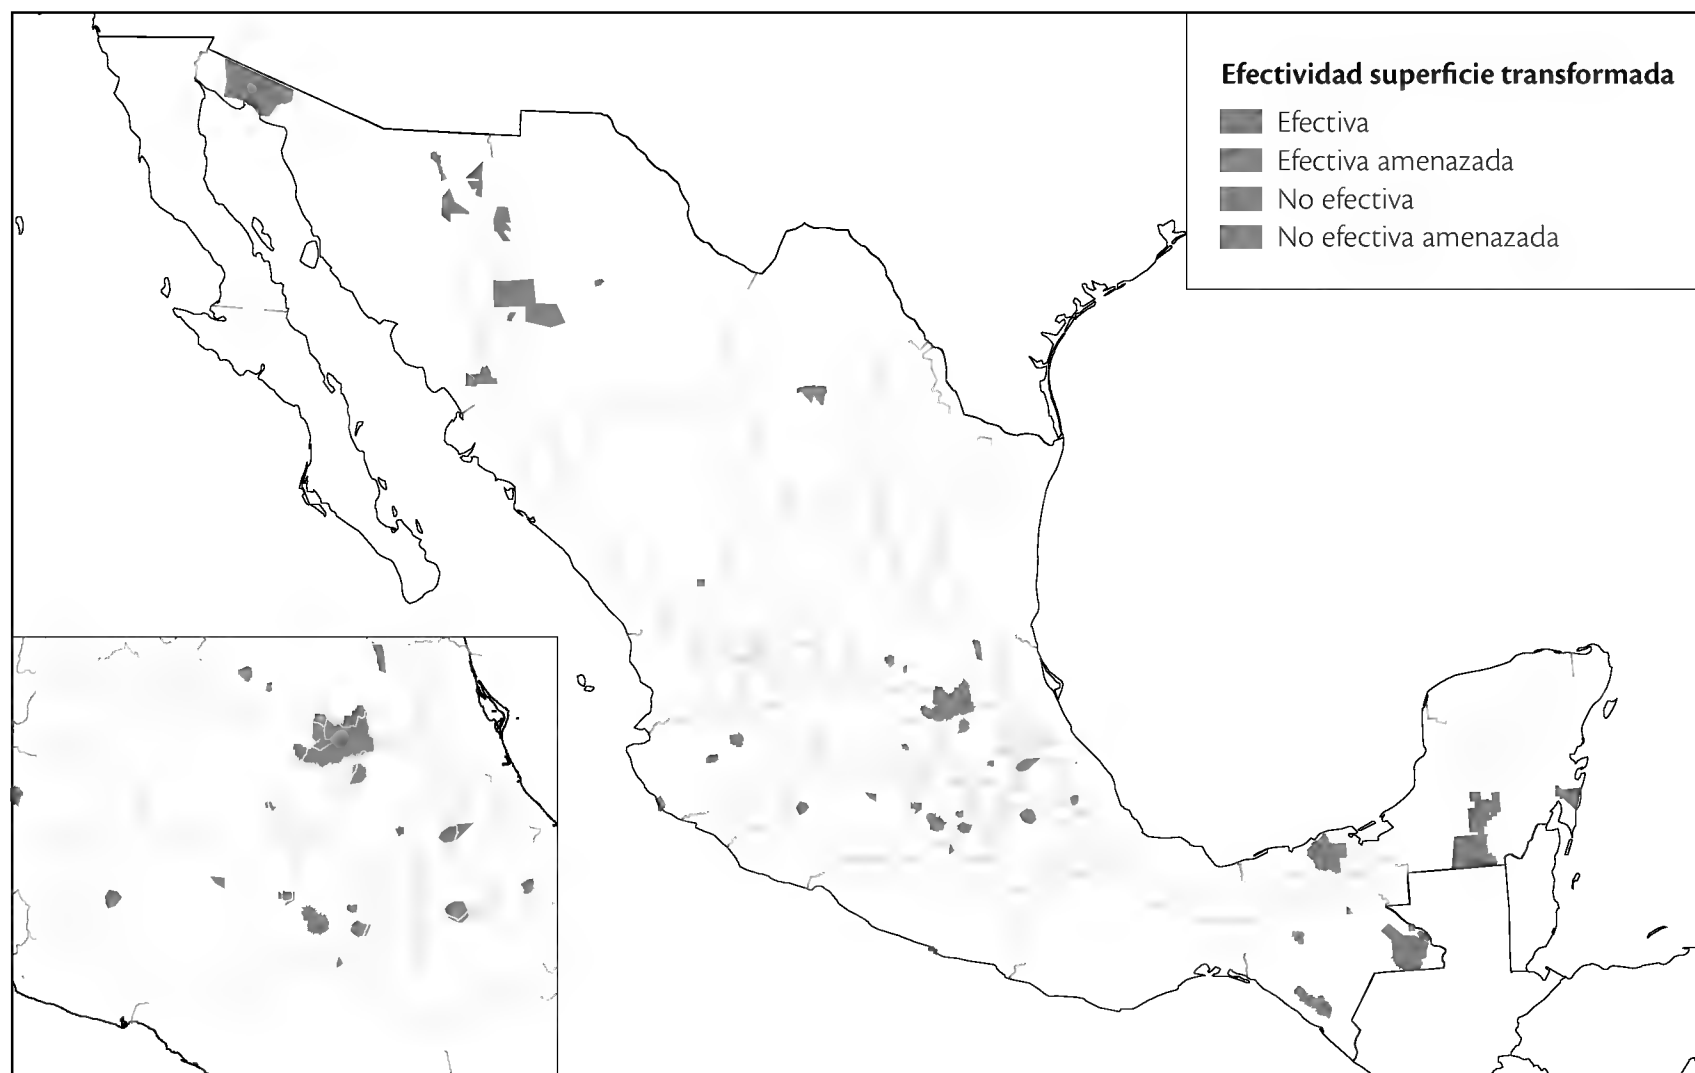 Efectividad superficie transformada
Efectiva
Efectiva amenazada
No efectiva
No efectiva amenazada